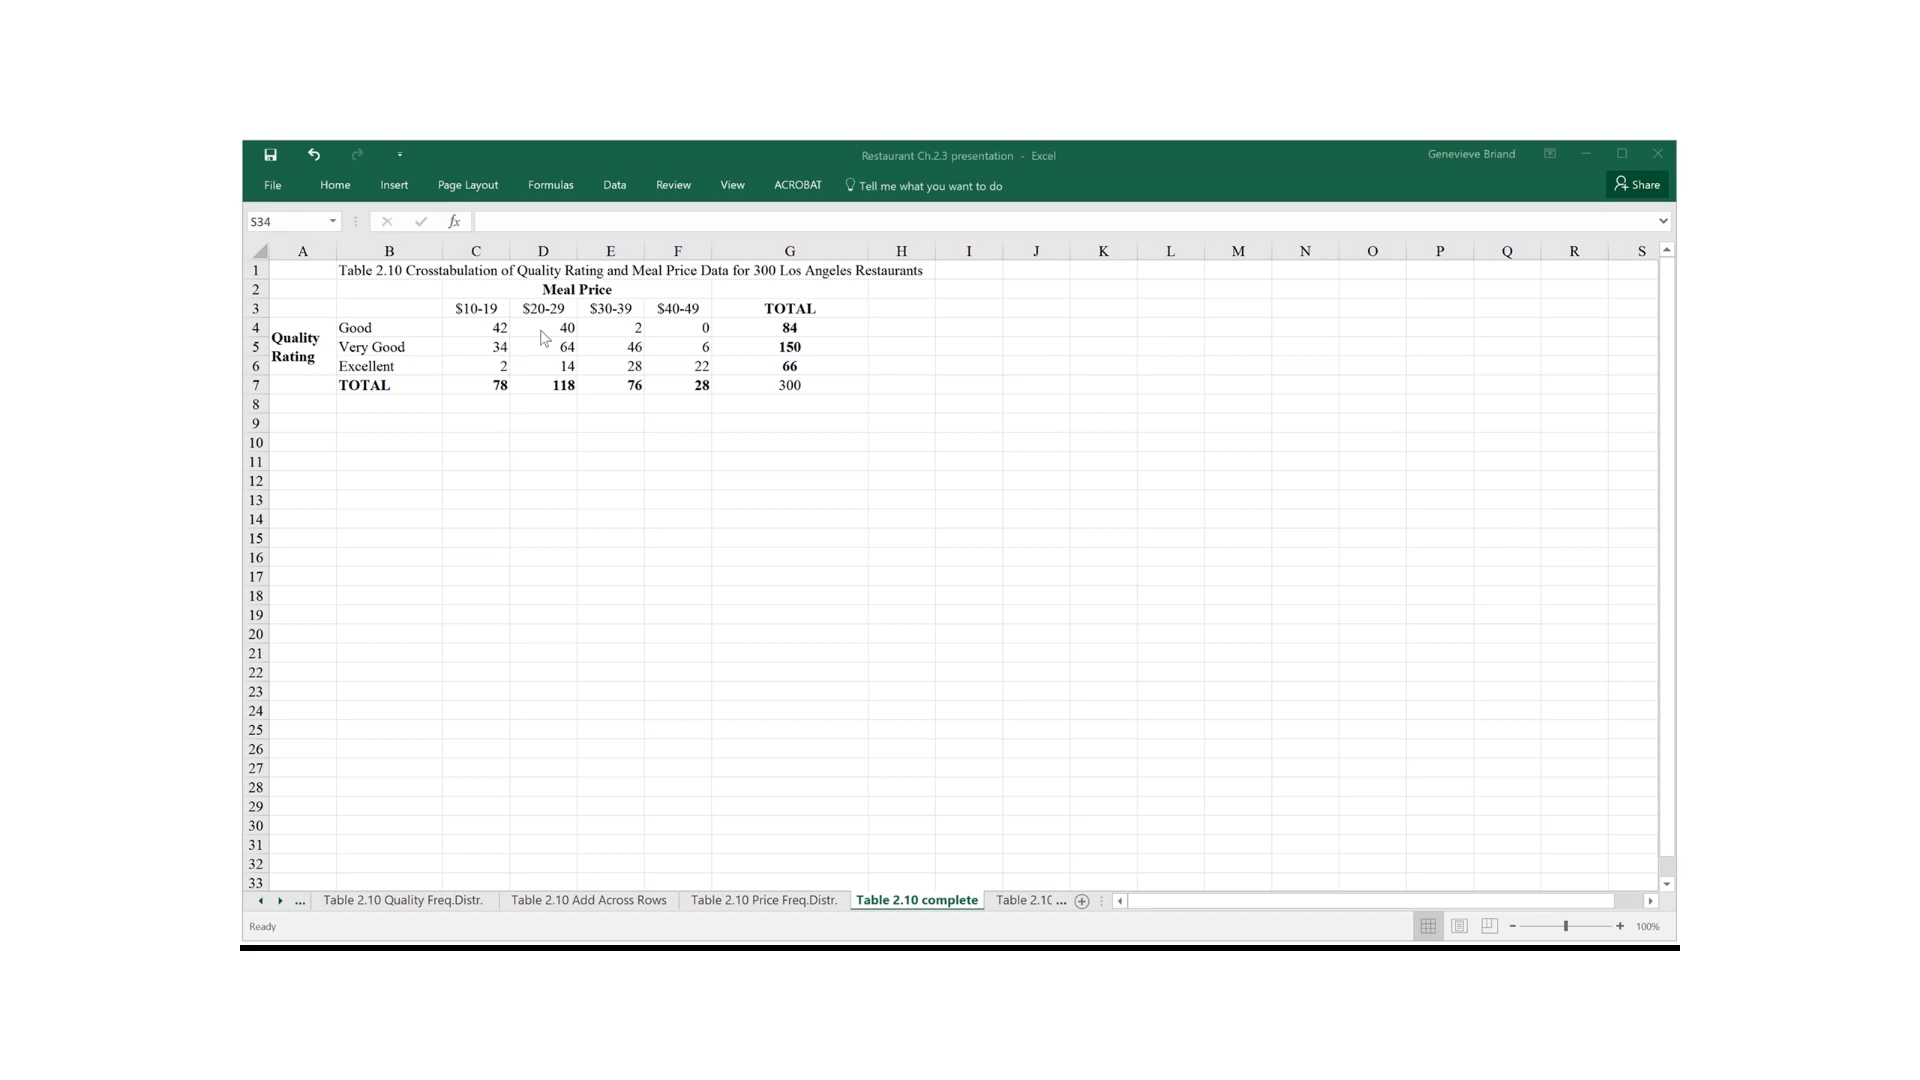 Restaurant Ch.2.3 presentation - Excel
Genevieve Briand
File Home Insert Page Layout Formulas Data Review View ACROBAT Tell me what you want to do Share
S34 fx
A B C D E F G H I J K L M N O P Q R S
1 Table 2.10 Crosstabulation of Quality Rating and Meal Price Data for 300 Los Angeles Restaurants
2 Meal Price
3 $10-19 $20-29 $30-39 $40-49 TOTAL
4 Good 42 40 2 0 84
Quality
5 Very Good 34 64 46 6 150
Rating
6 Excellent 2 14 28 22 66
7 TOTAL 78 118 76 28 300
8
9
10
11
12
13
14
15
16
17
18
19
20
21
22
23
24
25
26
27
28
29
30
31
32
33
... Table 2.10 Quality Freq.Distr. Table 2.10 Add Across Rows Table 2.10 Price Freq.Distr. Table 2.10 complete Table 2.1C ...
Ready 100%